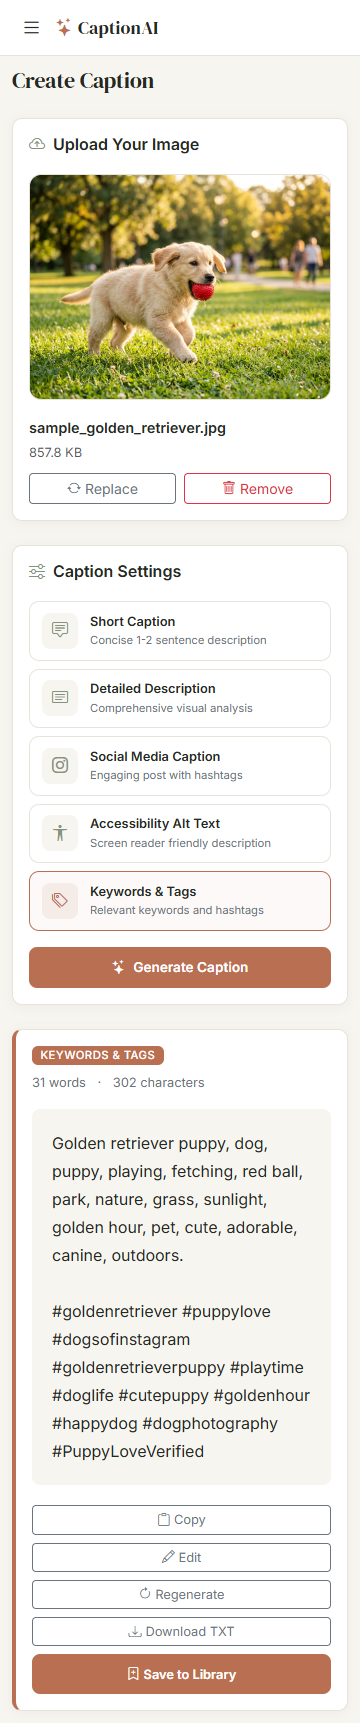 CaptionAI
Create Caption
Upload Your Image
sample_golden_retriever.jpg
857.8 KB
Replace
Remove
Caption Settings
Short Caption
Concise 1-2 sentence description
Detailed Description
Comprehensive visual analysis
Social Media Caption
Engaging post with hashtags
Accessibility Alt Text
Screen reader friendly description
Keywords & Tags
Relevant keywords and hashtags
Generate Caption
KEYWORDS & TAGS
31 words · 302 characters
Golden retriever puppy, dog,
puppy, playing, fetching, red ball,
park, nature, grass, sunlight,
golden hour, pet, cute, adorable,
canine, outdoors.
#goldenretriever #puppylove
#dogsofinstagram
#goldenretrieverpuppy #playtime
#doglife #cutepuppy #goldenhour
#happydog #dogphotography
#PuppyLoveVerified
Copy
Edit
Regenerate
Download TXT
Save to Library